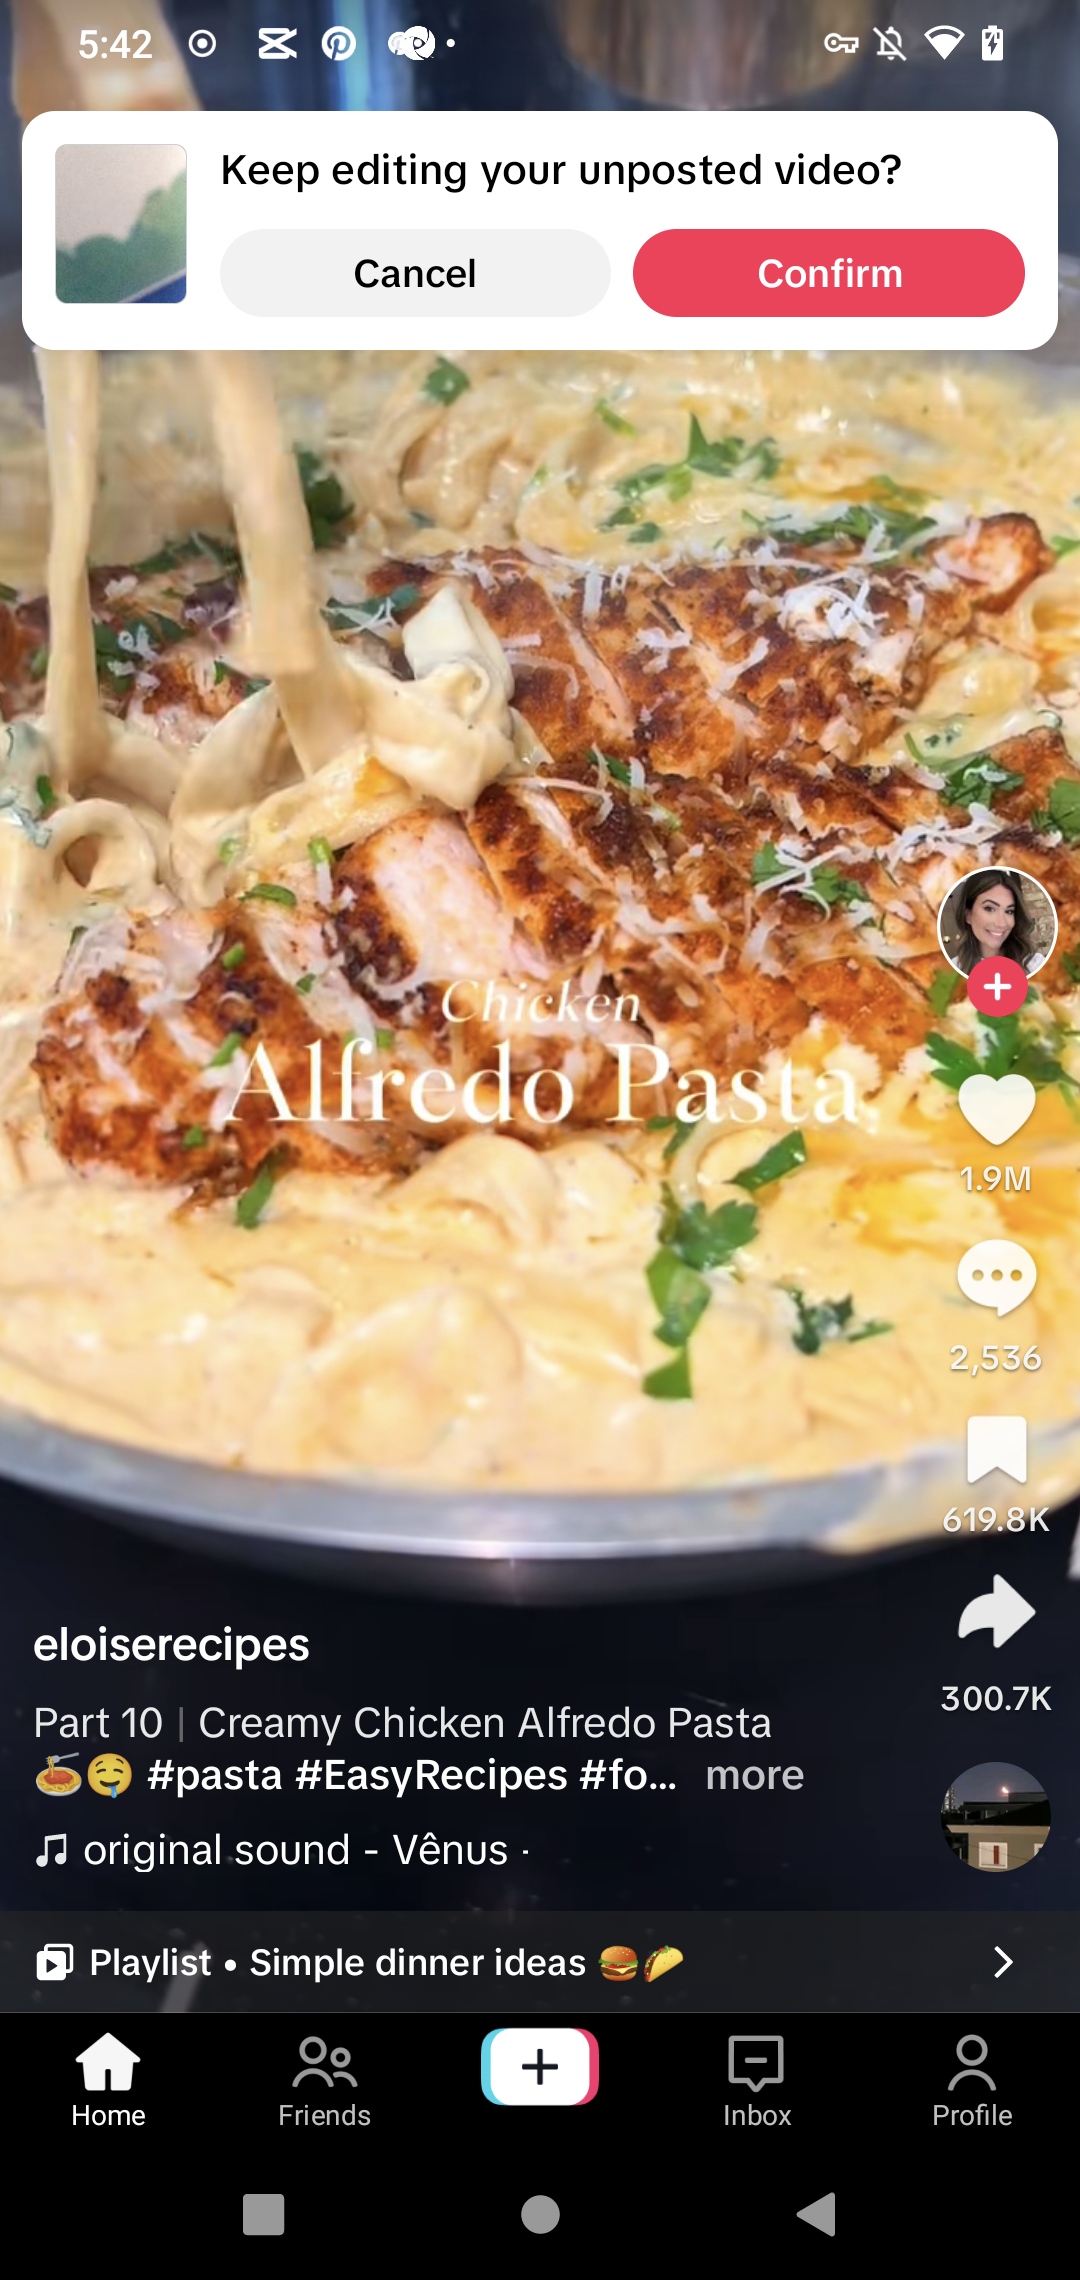 5:42
Keep editing your unposted video?
Cancel
Confirm
Chicken
Alfredo Pasta
1.9M
2,536
619.8K
300.7K
eloiserecipes
Part 10 | Creamy Chicken Alfredo Pasta
🍝🤤 #pasta #EasyRecipes #fo... more
original sound - Vênus ·
Playlist • Simple dinner ideas 🍔🌮
Home
Friends
Inbox
Profile